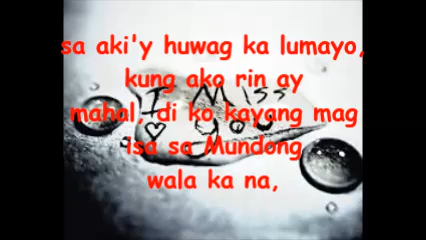 sa aki'y huwag ka lumayo,
kung ako rin ay
mahal, di ko kayang mag
isa sa Mundong
wala ka na,
I Miss
you